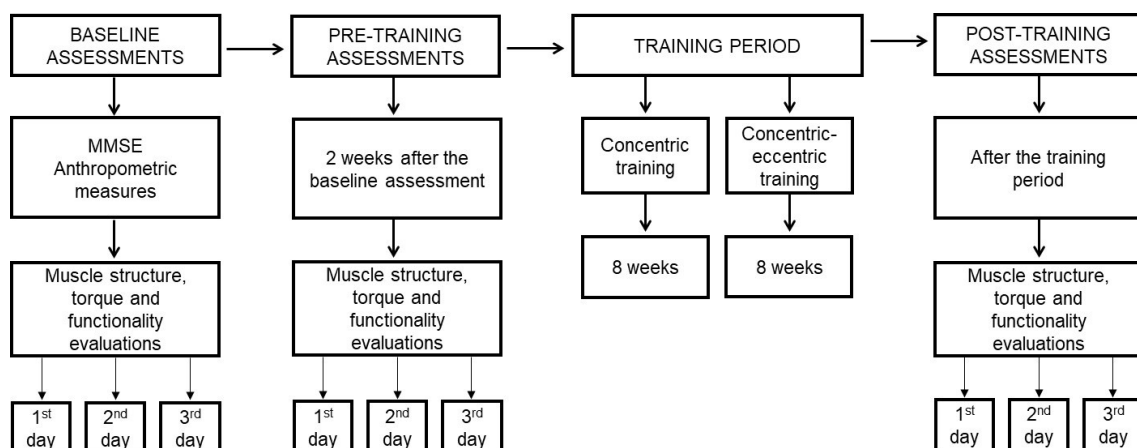 BASELINE
ASSESSMENTS
MMSE
Anthropometric
measures
Muscle structure,
torque and
functionality
evaluations
1st
day
2nd
day
3rd
day
PRE-TRAINING
ASSESSMENTS
2 weeks after the
baseline assessment
Muscle structure,
torque and
functionality
evaluations
1st
day
2nd
day
3rd
day
TRAINING PERIOD
Concentric
training
8 weeks
Concentric-
eccentric
training
8 weeks
POST-TRAINING
ASSESSMENTS
After the training
period
Muscle structure,
torque and
functionality
evaluations
1st
day
2nd
day
3rd
day